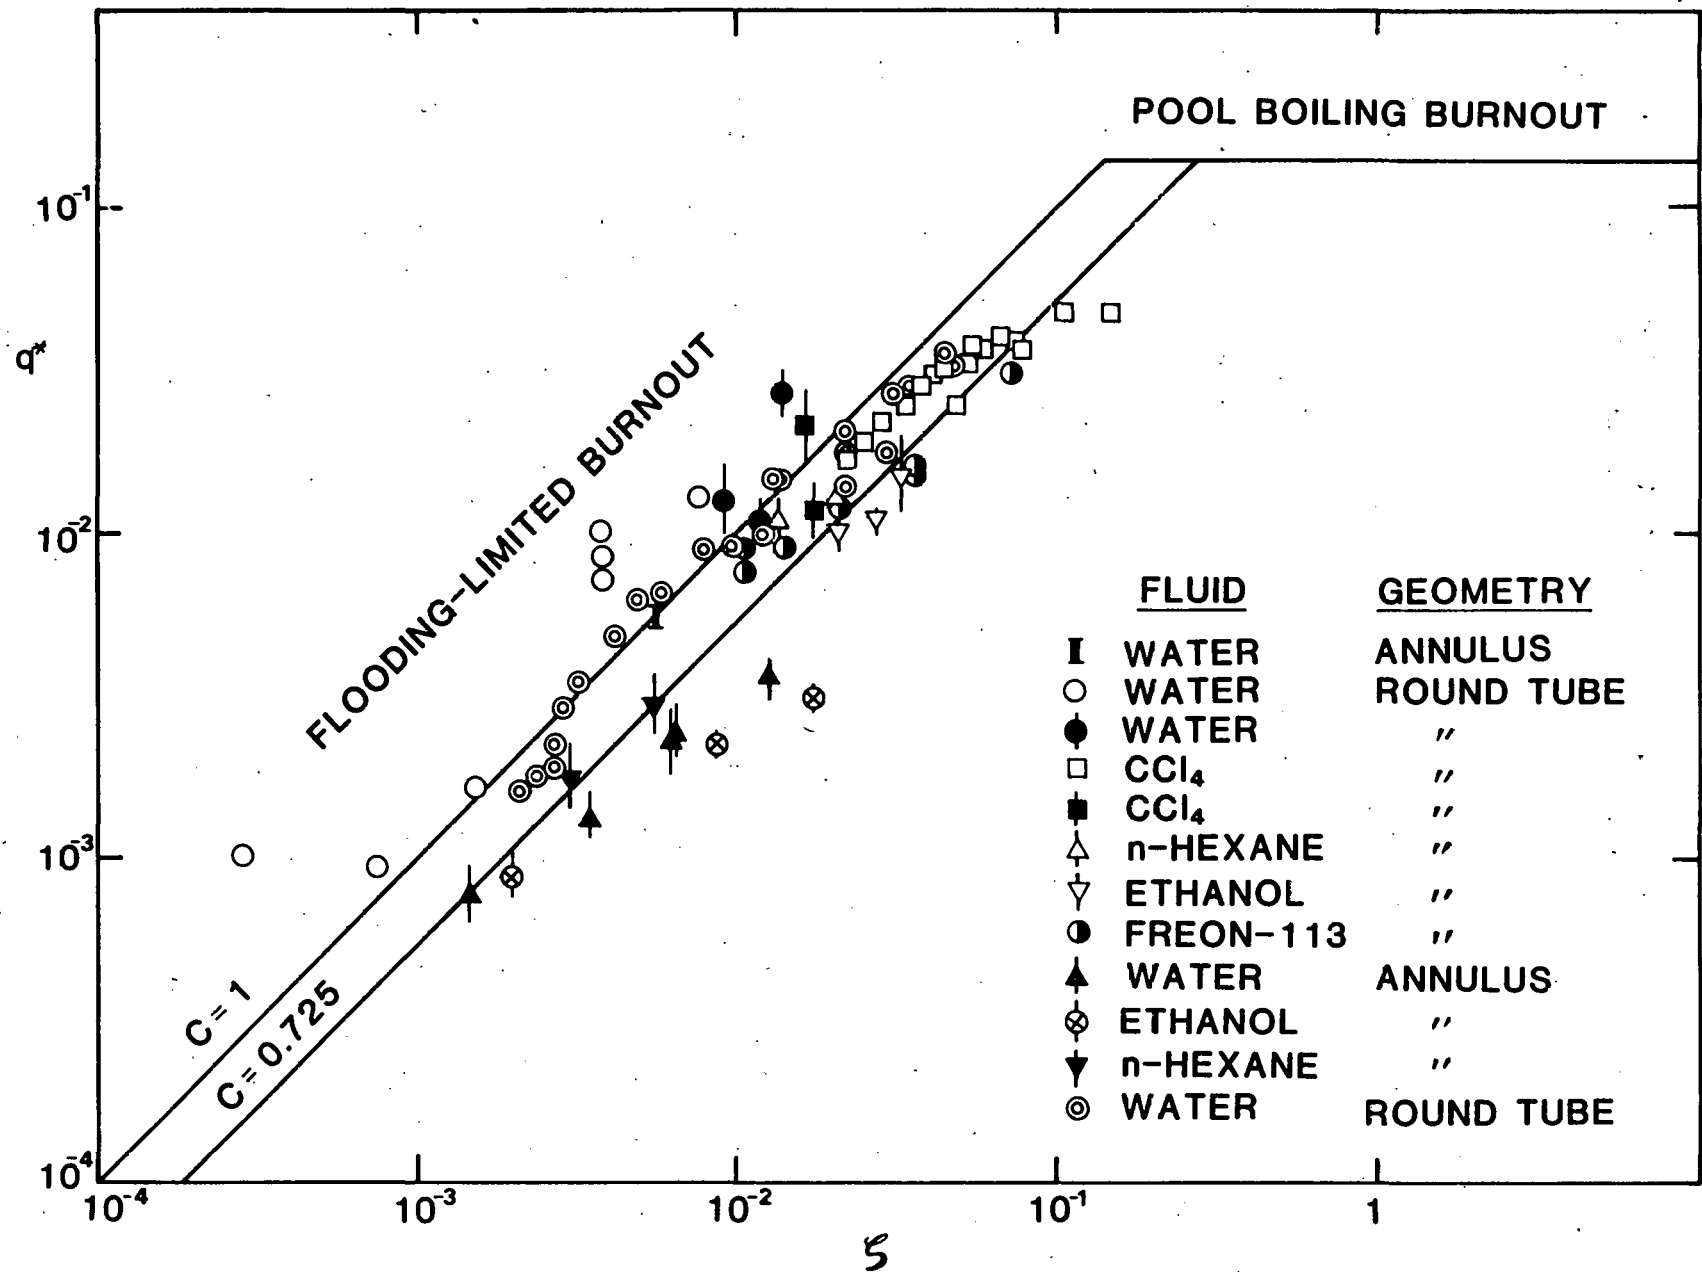 POOL BOILING BURNOUT
10⁻¹
q*
FLOODING-LIMITED BURNOUT
10⁻²
FLUID GEOMETRY
I WATER ANNULUS
WATER ROUND TUBE
WATER "
CCl₄ "
CCl₄ "
n-HEXANE "
ETHANOL "
FREON-113 "
WATER ANNULUS
ETHANOL "
n-HEXANE "
WATER ROUND TUBE
10⁻³
C = 1
C = 0.725
10⁻⁴
10⁻⁴ 10⁻³ 10⁻² 10⁻¹ 1
ζ